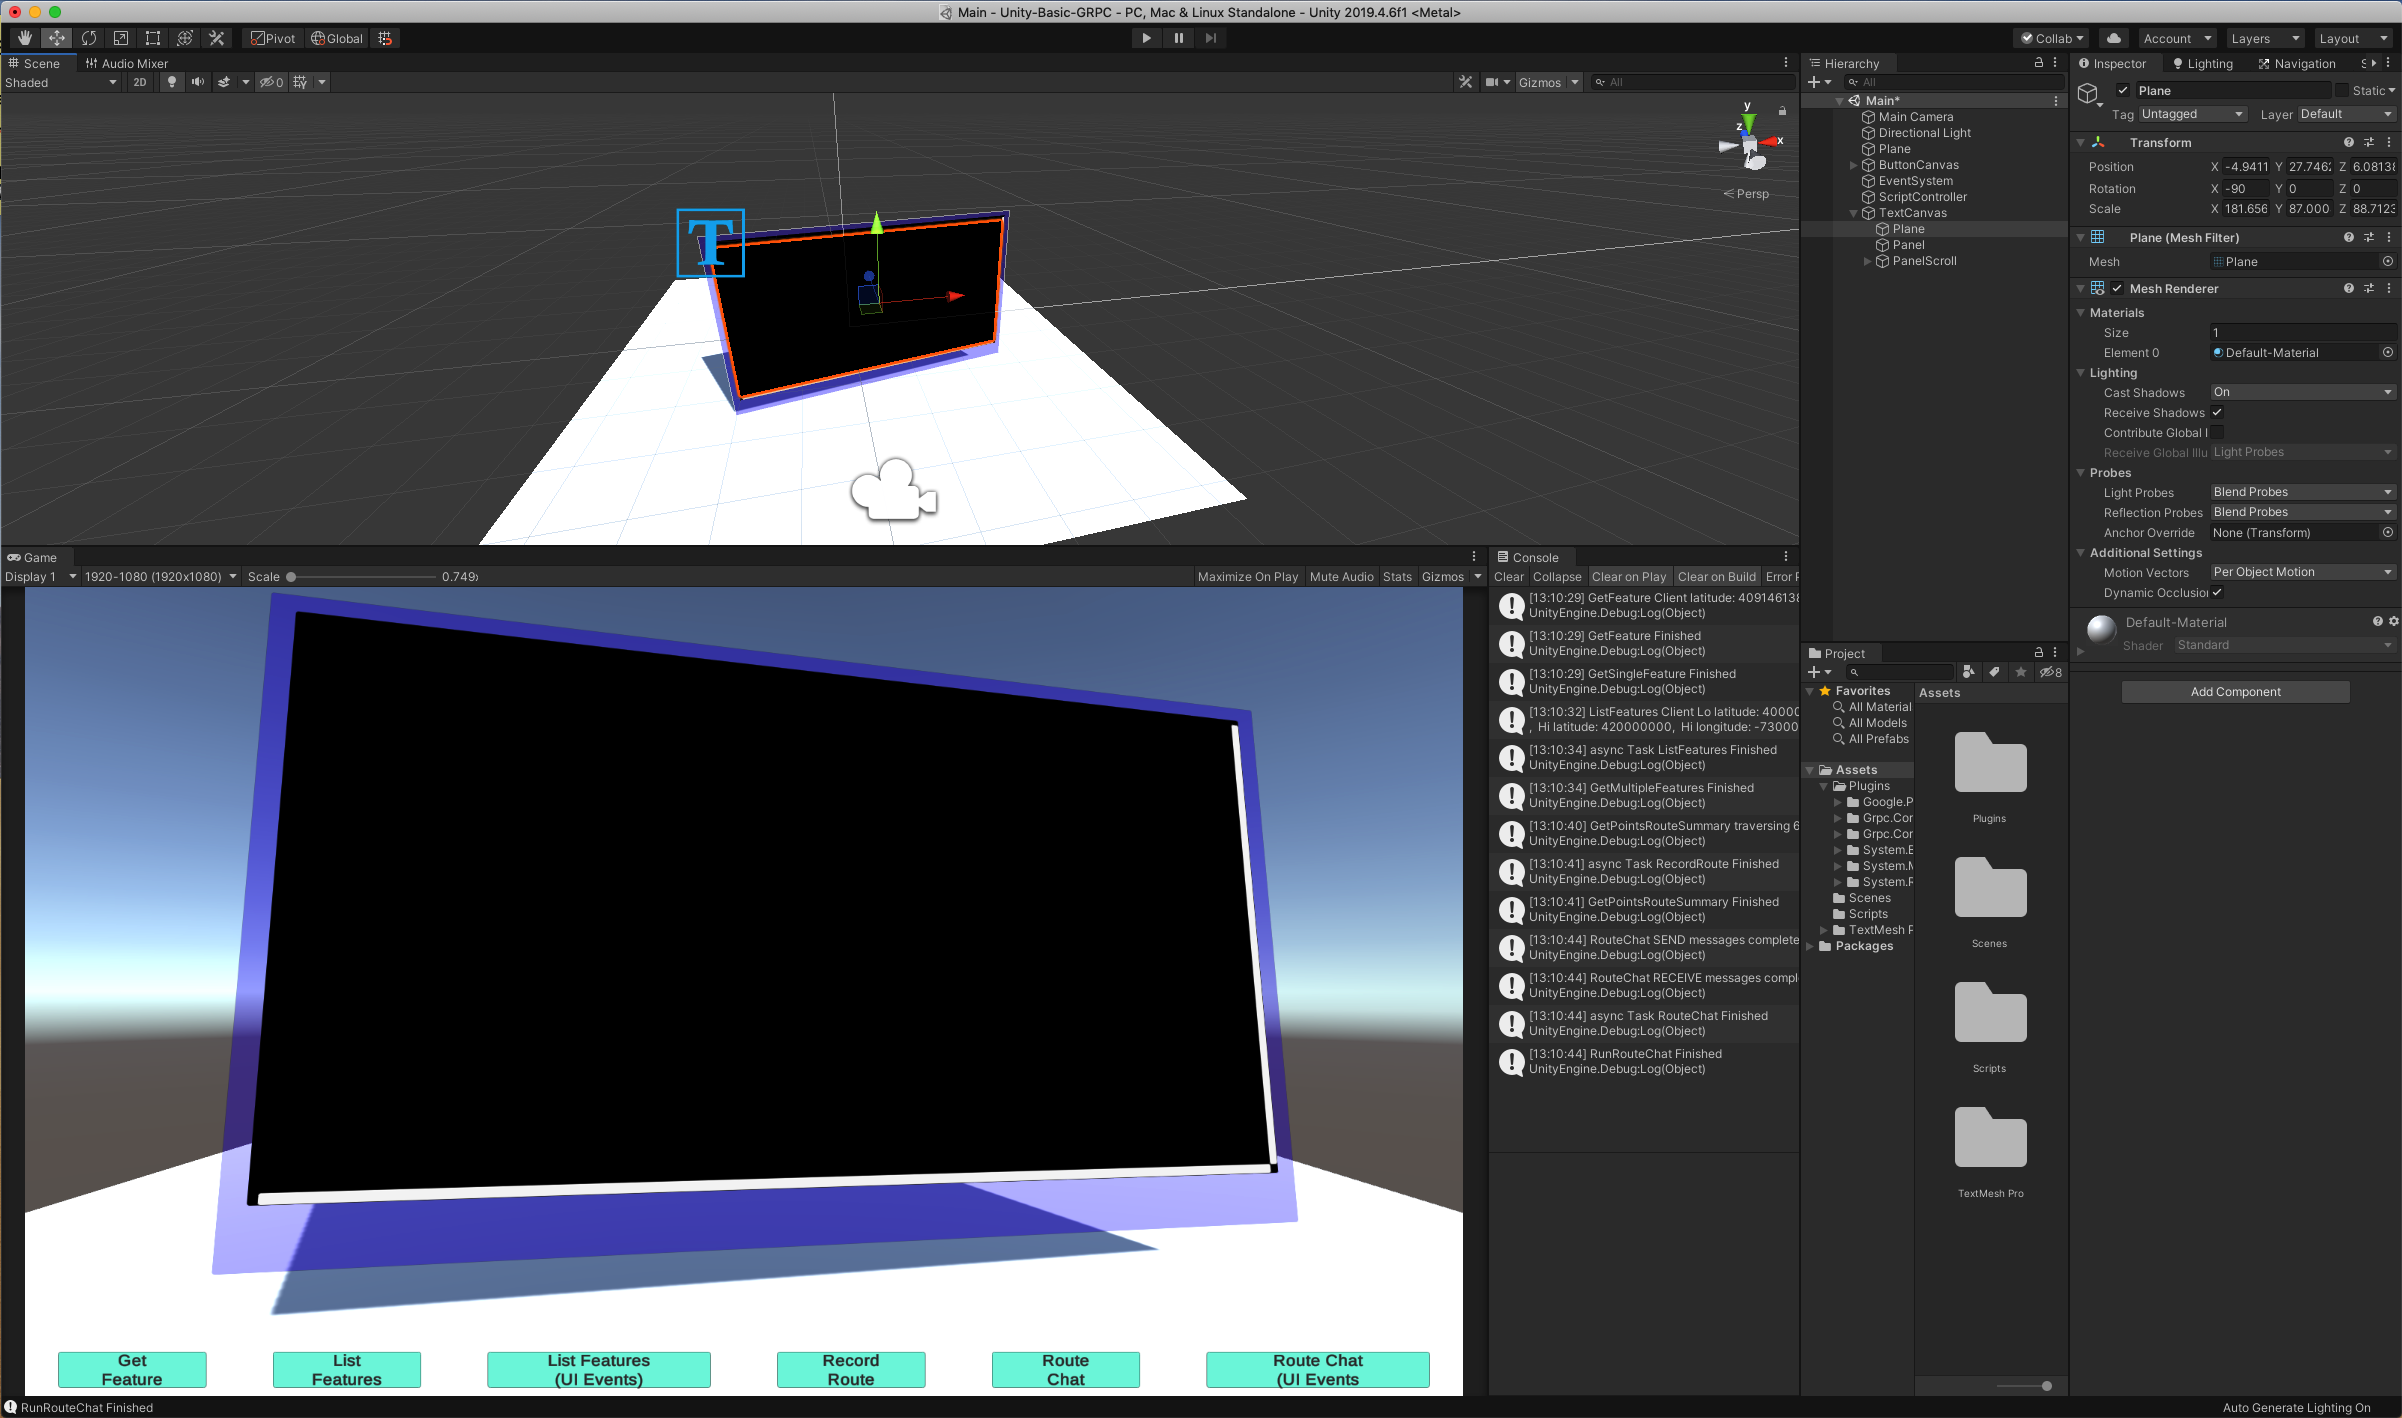 Main - Unity-Basic-GRPC - PC, Mac & Linux Standalone - Unity 2019.4.6f1 <Metal>
Pivot Global Collab Account Layers Layout
Scene Audio Mixer
Shaded 2D 0 Gizmos All
y
z
x
Persp
T
Hierarchy
All
Main*
Main Camera
Directional Light
Plane
ButtonCanvas
EventSystem
ScriptController
TextCanvas
Plane
Panel
PanelScroll
Inspector Lighting Navigation S
Plane Static
Tag Untagged Layer Default
Transform
Position X -4.9411 Y 27.746 Z 6.0813
Rotation X -90 Y 0 Z 0
Scale X 181.656 Y 87.000 Z 88.712
Plane (Mesh Filter)
Mesh Plane
Mesh Renderer
Materials
Size 1
Element 0 Default-Material
Lighting
Cast Shadows On
Receive Shadows
Contribute Global I
Receive Global Illu Light Probes
Probes
Light Probes Blend Probes
Reflection Probes Blend Probes
Anchor Override None (Transform)
Additional Settings
Motion Vectors Per Object Motion
Dynamic Occlusion
Default-Material
Shader Standard
Add Component
Game
Display 1 1920-1080 (1920x1080) Scale 0.749 Maximize On Play Mute Audio Stats Gizmos
Get
Feature
List
Features
List Features
(UI Events)
Record
Route
Route
Chat
Route Chat
(UI Events
Console
Clear Collapse Clear on Play Clear on Build Error P
[13:10:29] GetFeature Client latitude: 40914613
UnityEngine.Debug:Log(Object)
[13:10:29] GetFeature Finished
UnityEngine.Debug:Log(Object)
[13:10:29] GetSingleFeature Finished
UnityEngine.Debug:Log(Object)
[13:10:32] ListFeatures Client Lo latitude: 40000
, Hi latitude: 420000000, Hi longitude: -73000
[13:10:34] async Task ListFeatures Finished
UnityEngine.Debug:Log(Object)
[13:10:34] GetMultipleFeatures Finished
UnityEngine.Debug:Log(Object)
[13:10:40] GetPointsRouteSummary traversing 6
UnityEngine.Debug:Log(Object)
[13:10:41] async Task RecordRoute Finished
UnityEngine.Debug:Log(Object)
[13:10:41] GetPointsRouteSummary Finished
UnityEngine.Debug:Log(Object)
[13:10:44] RouteChat SEND messages complete
UnityEngine.Debug:Log(Object)
[13:10:44] RouteChat RECEIVE messages compl
UnityEngine.Debug:Log(Object)
[13:10:44] async Task RouteChat Finished
UnityEngine.Debug:Log(Object)
[13:10:44] RunRouteChat Finished
UnityEngine.Debug:Log(Object)
Project
8
Favorites
All Material
All Models
All Prefabs
Assets
Plugins
Google.P
Grpc.Cor
Grpc.Cor
System.B
System.M
System.R
Scenes
Scripts
TextMesh P
Packages
Assets
Plugins
Scenes
Scripts
TextMesh Pro
RunRouteChat Finished
Auto Generate Lighting On